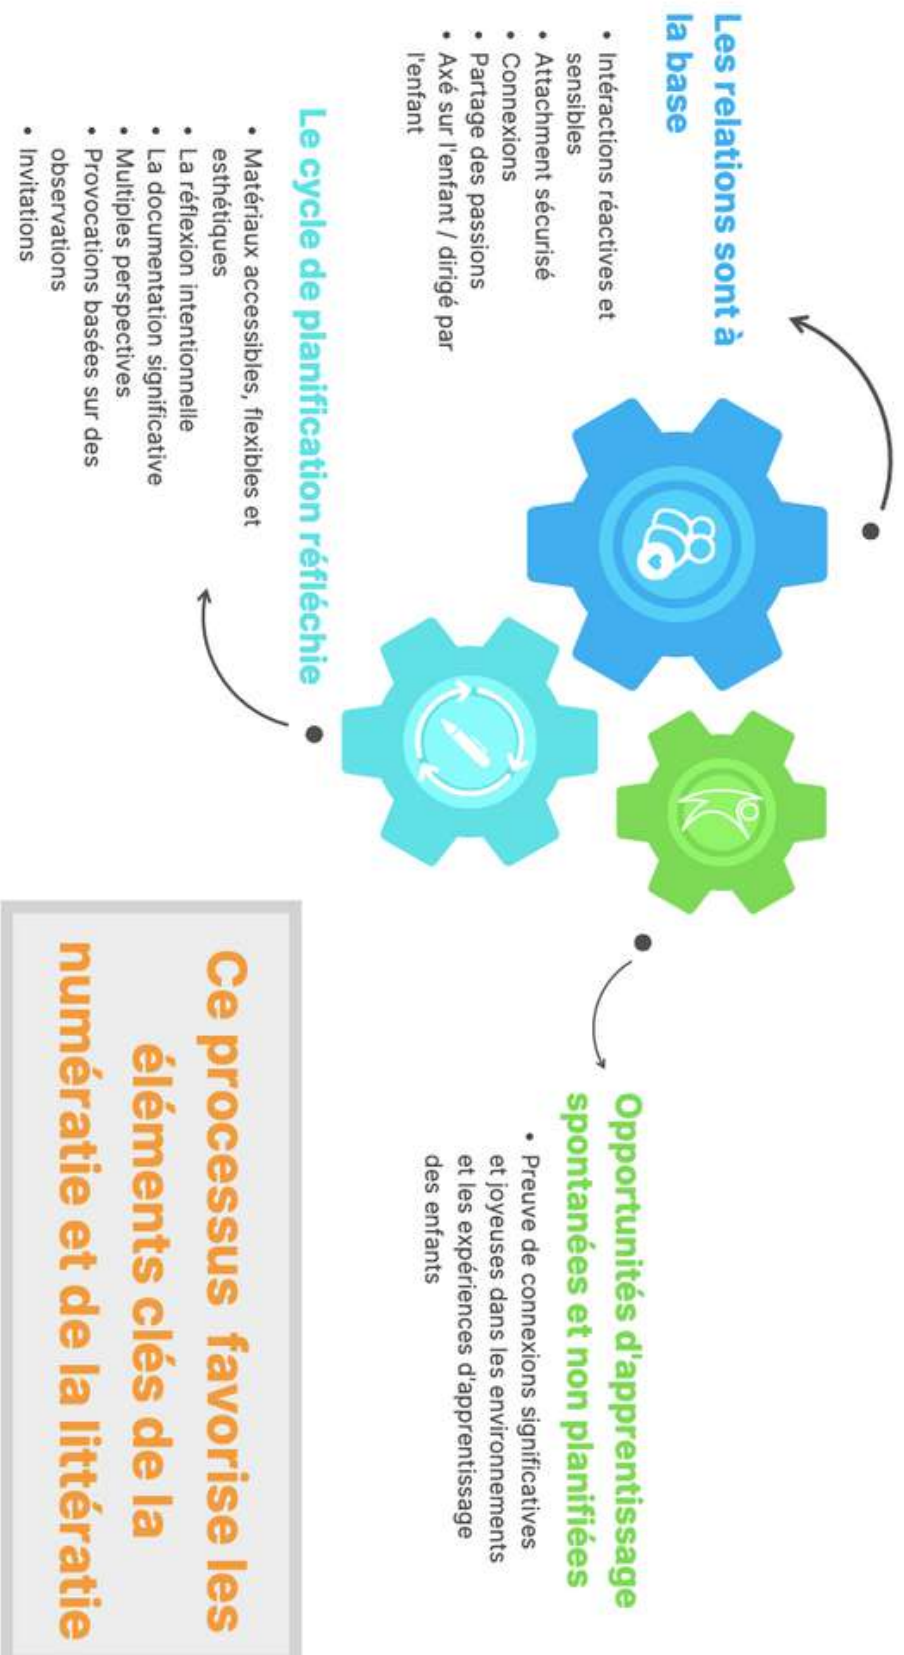 Les relations sont à
la base
• Intéractions réactives et
sensibles
• Attachment sécurisé
• Connexions
• Partage des passions
• Axé sur l'enfant / dirigé par
l'enfant
Le cycle de planification réfléchie
• Matériaux accessibles, flexibles et
esthétiques
• La réflexion intentionnelle
• La documentation significative
• Multiples perspectives
• Provocations basées sur des
observations
• Invitations
Opportunités d'apprentissage
spontanées et non planifiées
• Preuve de connexions significatives
et joyeuses dans les environnements
et les expériences d'apprentissage
des enfants
Ce processus favorise les
éléments clés de la
numératie et de la littératie